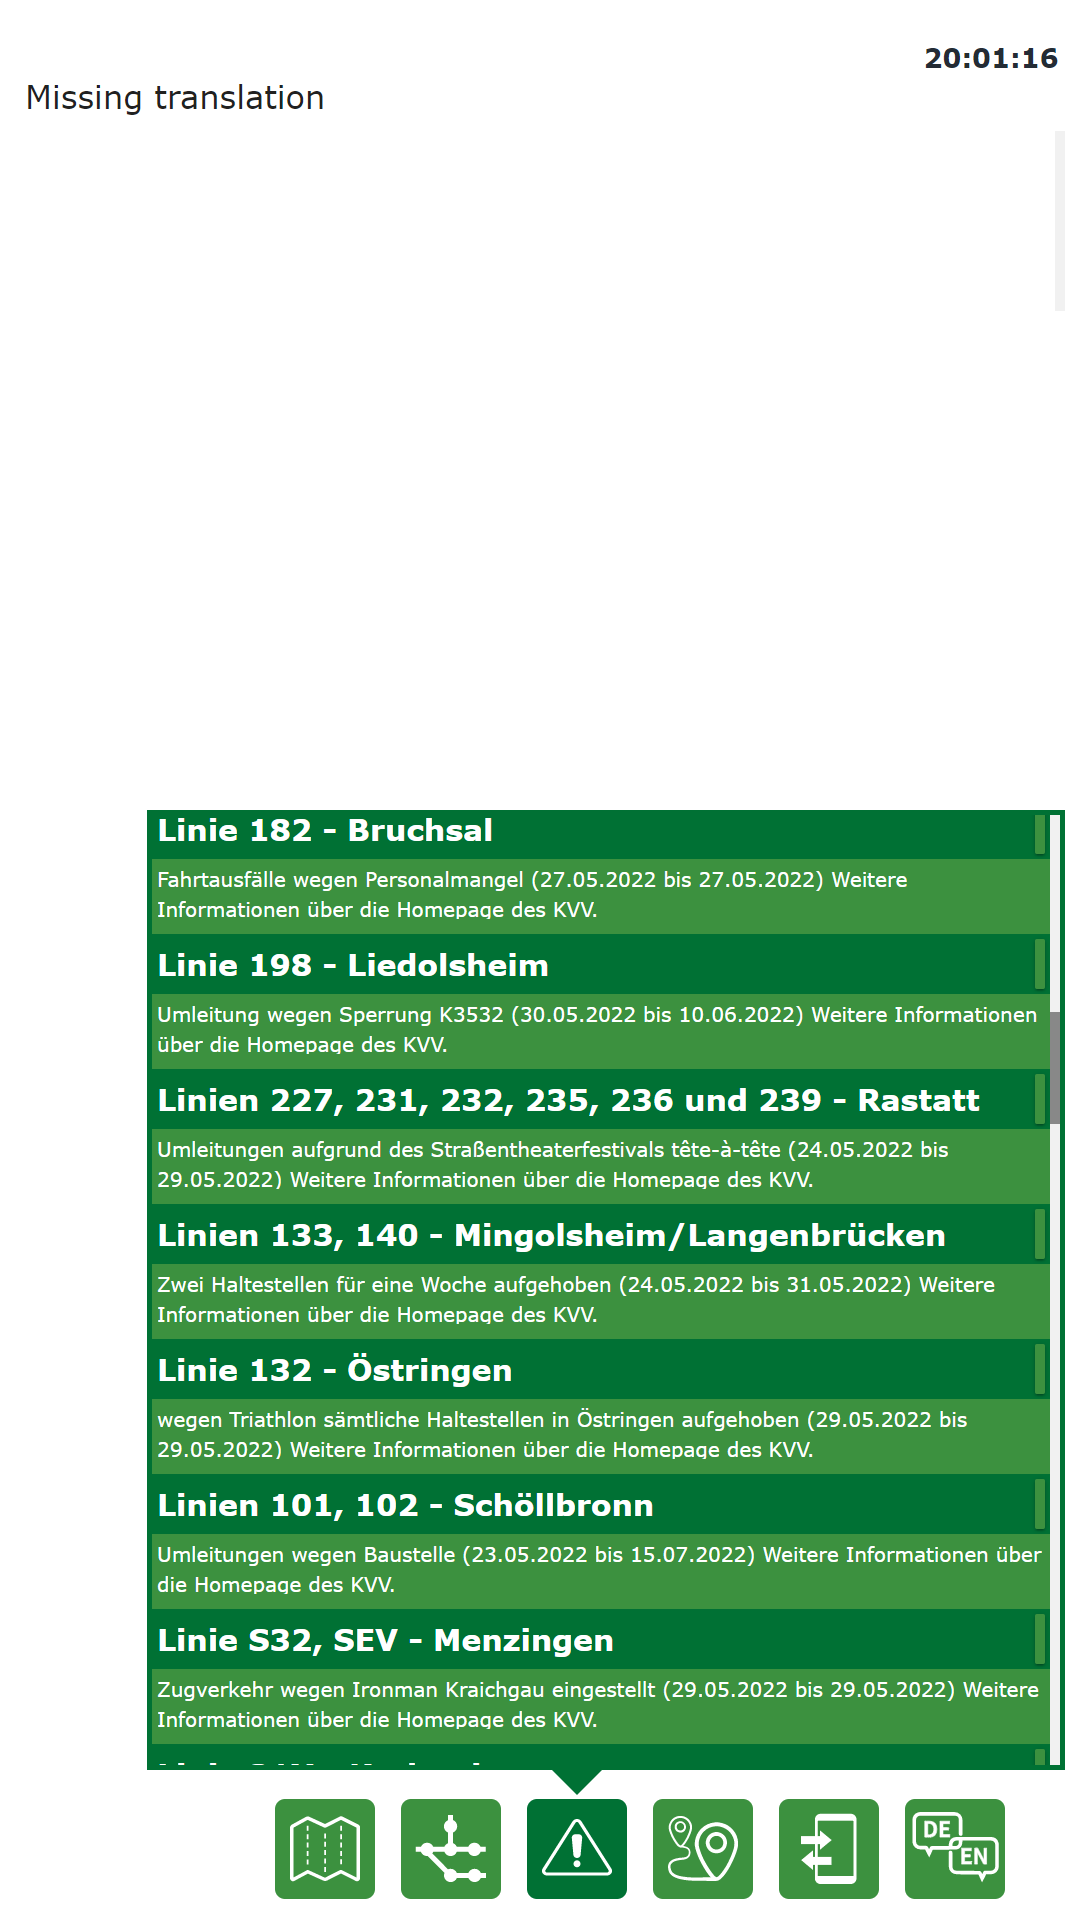 20:01:16
Missing translation
Linie 182 - Bruchsal
Fahrtausfälle wegen Personalmangel (27.05.2022 bis 27.05.2022) Weitere
Informationen über die Homepage des KVV.
Linie 198 - Liedolsheim
Umleitung wegen Sperrung K3532 (30.05.2022 bis 10.06.2022) Weitere Informationen
über die Homepage des KVV.
Linien 227, 231, 232, 235, 236 und 239 - Rastatt
Umleitungen aufgrund des Straßentheaterfestivals tête-à-tête (24.05.2022 bis
29.05.2022) Weitere Informationen über die Homepage des KVV.
Linien 133, 140 - Mingolsheim/Langenbrücken
Zwei Haltestellen für eine Woche aufgehoben (24.05.2022 bis 31.05.2022) Weitere
Informationen über die Homepage des KVV.
Linie 132 - Östringen
wegen Triathlon sämtliche Haltestellen in Östringen aufgehoben (29.05.2022 bis
29.05.2022) Weitere Informationen über die Homepage des KVV.
Linien 101, 102 - Schöllbronn
Umleitungen wegen Baustelle (23.05.2022 bis 15.07.2022) Weitere Informationen über
die Homepage des KVV.
Linie S32, SEV - Menzingen
Zugverkehr wegen Ironman Kraichgau eingestellt (29.05.2022 bis 29.05.2022) Weitere
Informationen über die Homepage des KVV.
DE
EN